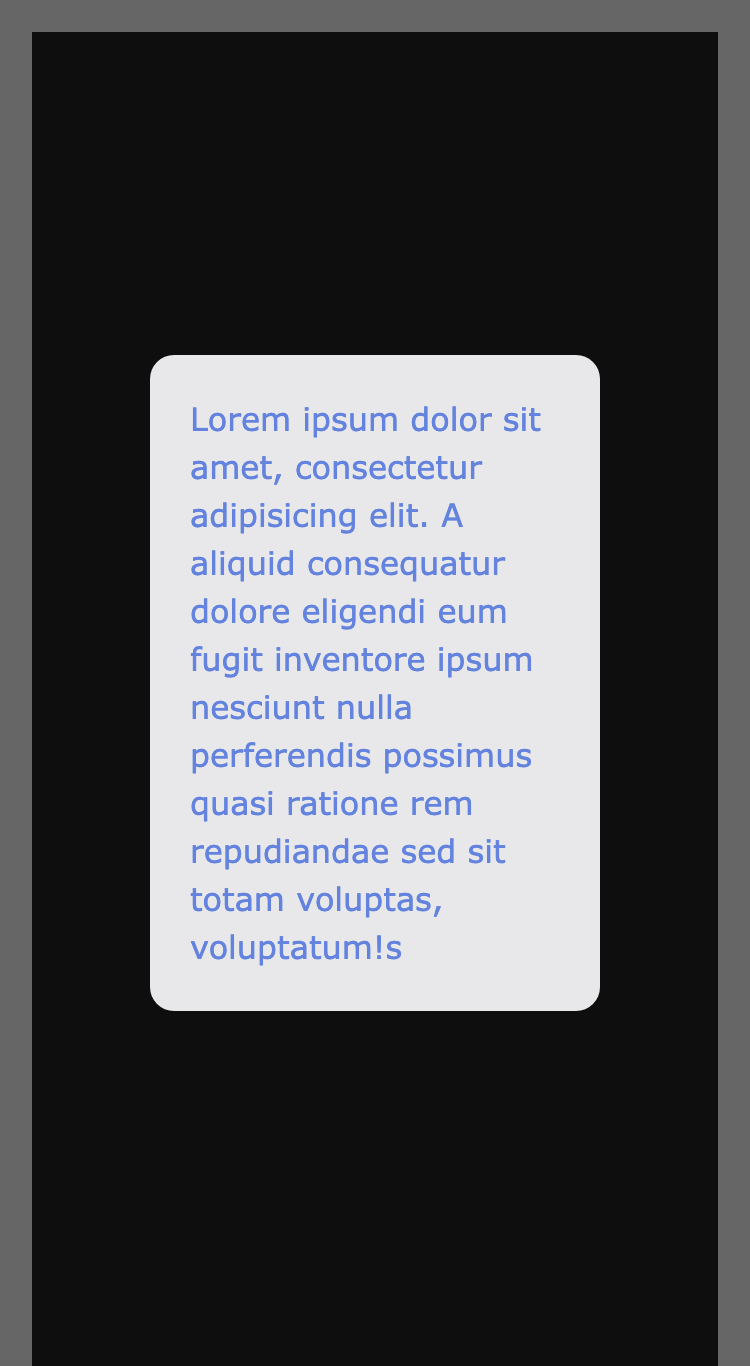 Lorem ipsum dolor sit
amet, consectetur
adipisicing elit. A
aliquid consequatur
dolore eligendi eum
fugit inventore ipsum
nesciunt nulla
perferendis possimus
quasi ratione rem
repudiandae sed sit
totam voluptas,
voluptatum!s